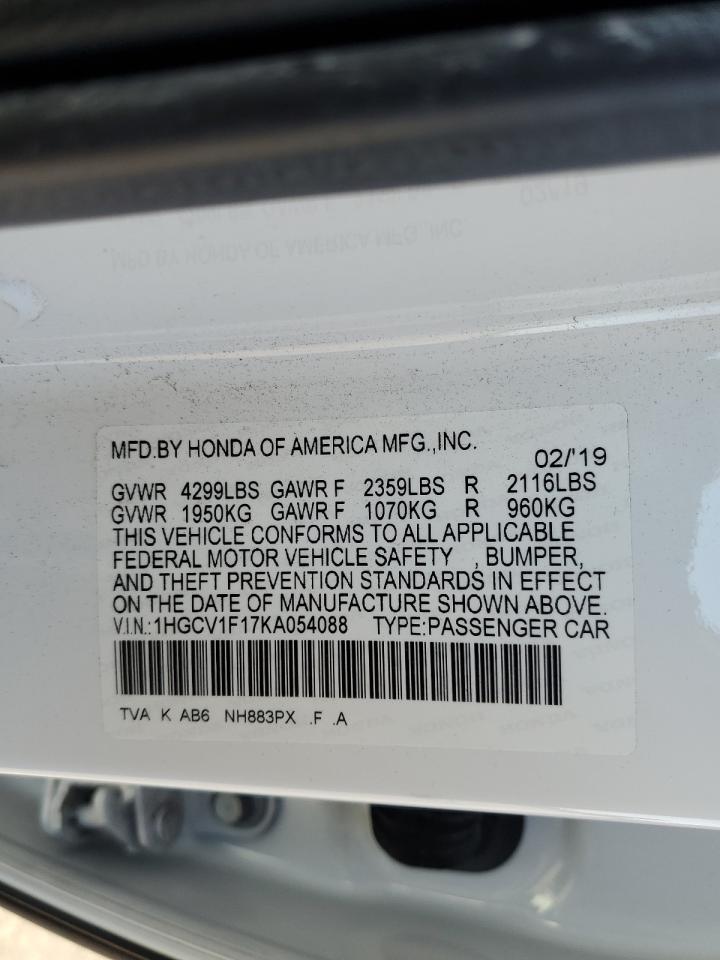 MFD.BY HONDA OF AMERICA MFG.,INC. 02/'19
GVWR 4299LBS GAWR F 2359LBS R 2116LBS
GVWR 1950KG GAWR F 1070KG R 960KG
THIS VEHICLE CONFORMS TO ALL APPLICABLE
FEDERAL MOTOR VEHICLE SAFETY , BUMPER,
AND THEFT PREVENTION STANDARDS IN EFFECT
ON THE DATE OF MANUFACTURE SHOWN ABOVE.
V.I.N.:1HGCV1F17KA054088 TYPE:PASSENGER CAR
TVA K AB6 NH883PX .F .A